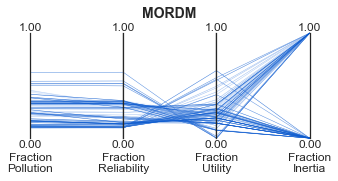 MORDM
1.00 1.00 1.00 1.00
0.00 0.00 0.00 0.00
Fraction Fraction Fraction Fraction
Pollution Reliability Utility Inertia